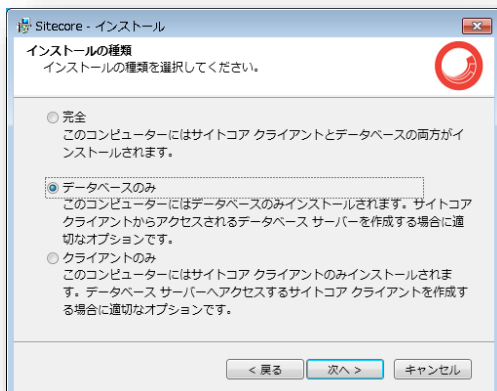 Sitecore - インストール
インストールの種類
インストールの種類を選択してください。
完全
このコンピューターにはサイトコア クライアントとデータベースの両方がイ
ンストールされます。
データベースのみ
このコンピューターにはデータベースのみインストールされます。サイトコア
クライアントからアクセスされるデータベース サーバーを作成する場合に適
切なオプションです。
クライアントのみ
このコンピューターにはサイトコア クライアントのみインストールされま
す。データベース サーバーへアクセスするサイトコア クライアントを作成す
る場合に適切なオプションです。
< 戻る 次へ > キャンセル